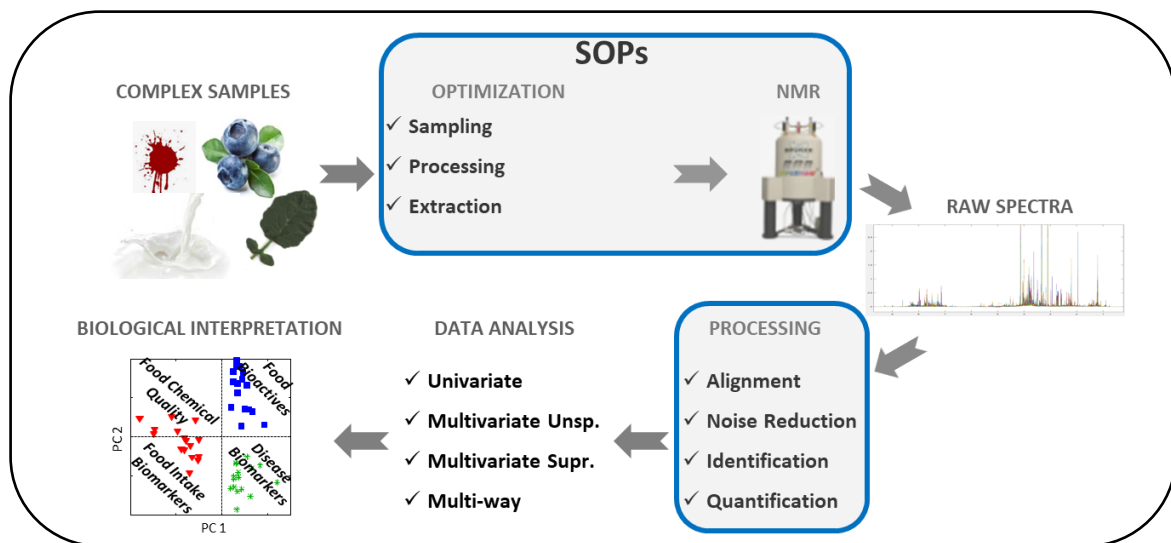 SOPs
COMPLEX SAMPLES
OPTIMIZATION
NMR
✓ Sampling
✓ Processing
✓ Extraction
RAW SPECTRA
BIOLOGICAL INTERPRETATION
DATA ANALYSIS
PROCESSING
✓ Univariate
✓ Multivariate Unsp.
✓ Multivariate Supr.
✓ Multi-way
✓ Alignment
✓ Noise Reduction
✓ Identification
✓ Quantification
Food Chemical
Quality
Food
Bioactives
Food Intake
Biomarkers
Disease
Biomarkers
PC 2
PC 1